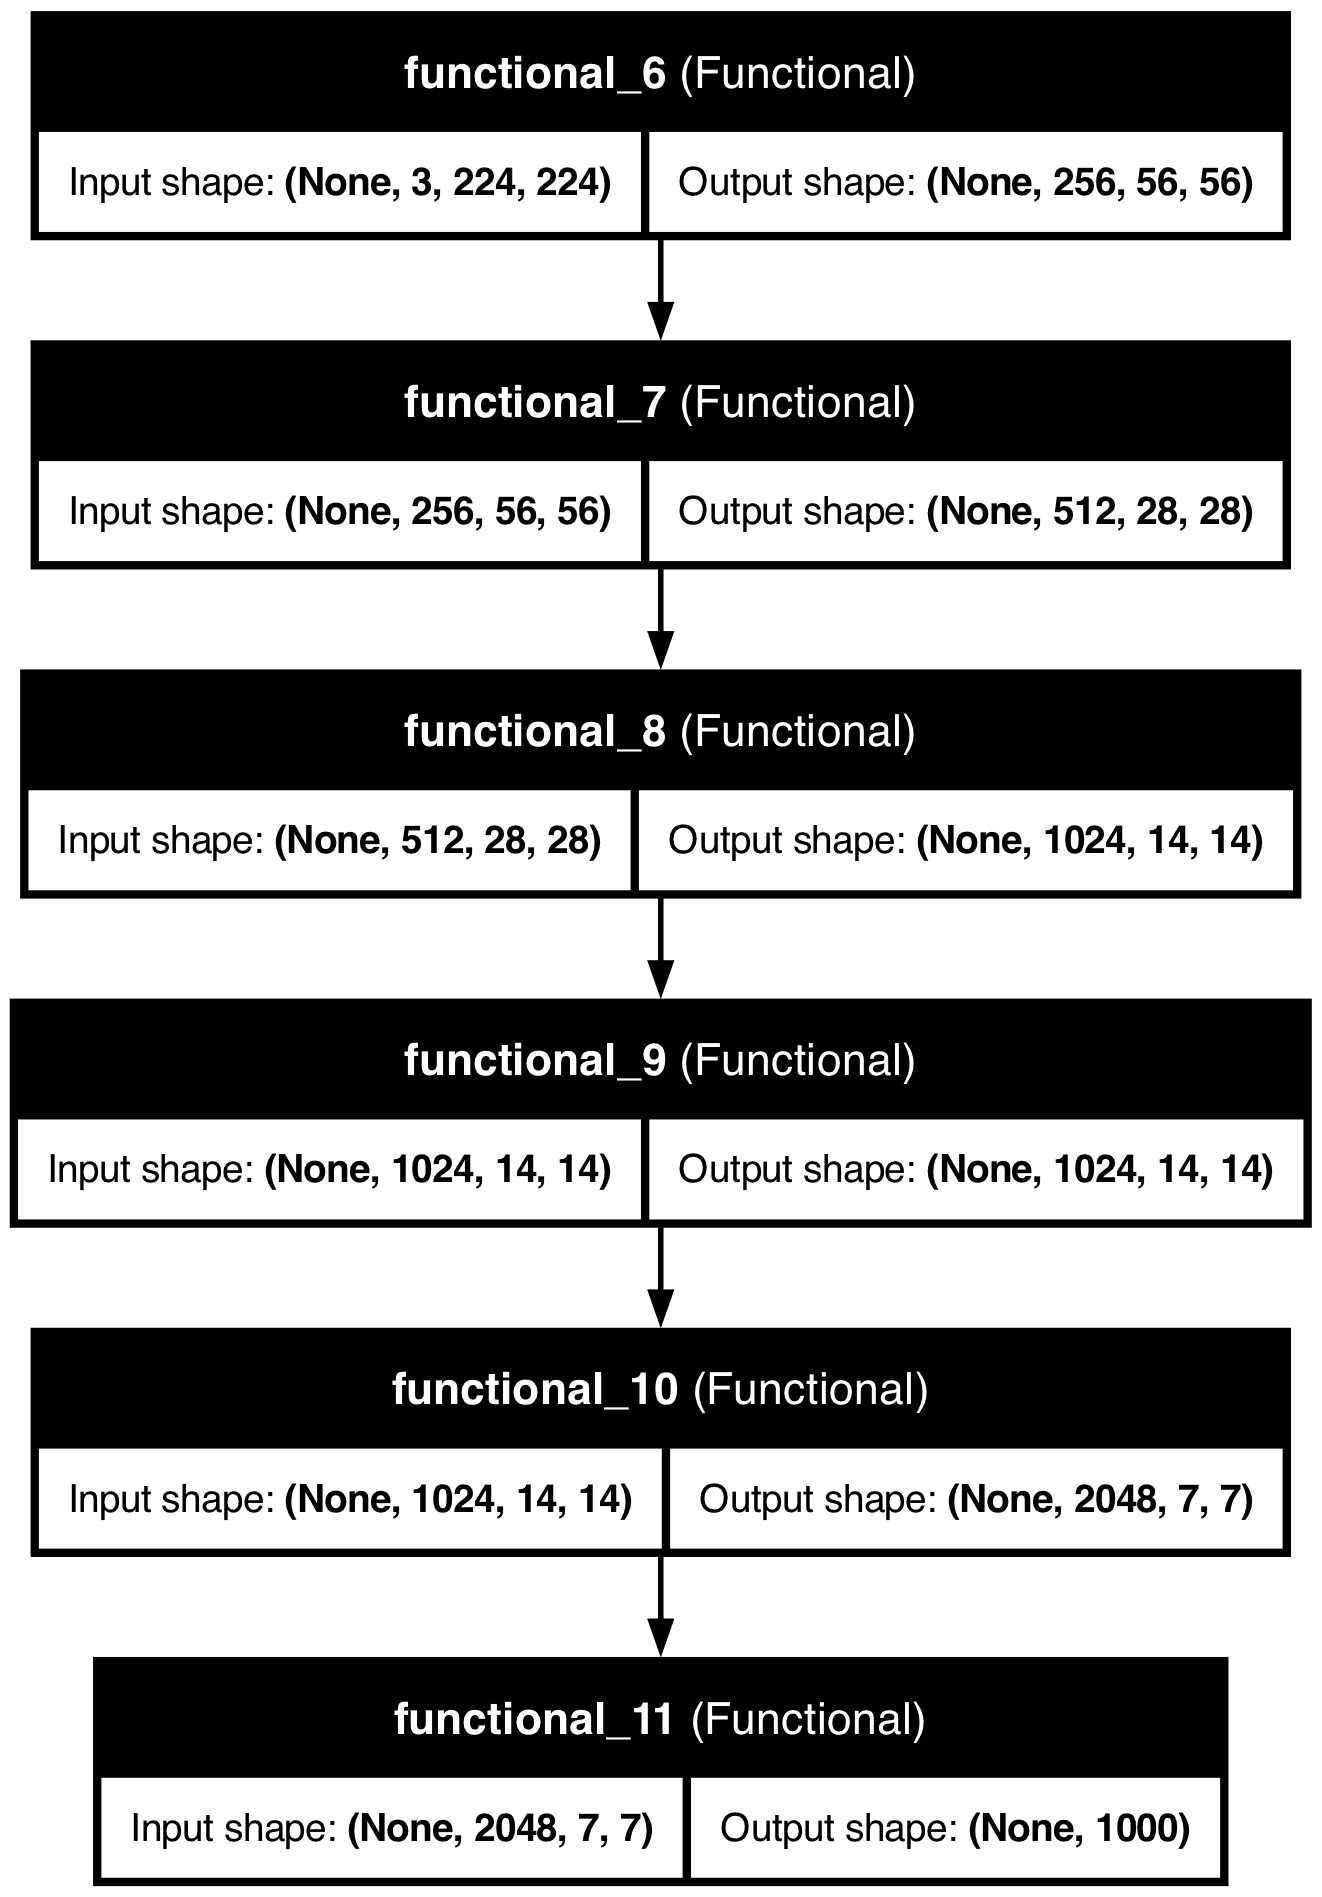 functional_6 (Functional)
Input shape: (None, 3, 224, 224) Output shape: (None, 256, 56, 56)
functional_7 (Functional)
Input shape: (None, 256, 56, 56) Output shape: (None, 512, 28, 28)
functional_8 (Functional)
Input shape: (None, 512, 28, 28) Output shape: (None, 1024, 14, 14)
functional_9 (Functional)
Input shape: (None, 1024, 14, 14) Output shape: (None, 1024, 14, 14)
functional_10 (Functional)
Input shape: (None, 1024, 14, 14) Output shape: (None, 2048, 7, 7)
functional_11 (Functional)
Input shape: (None, 2048, 7, 7) Output shape: (None, 1000)